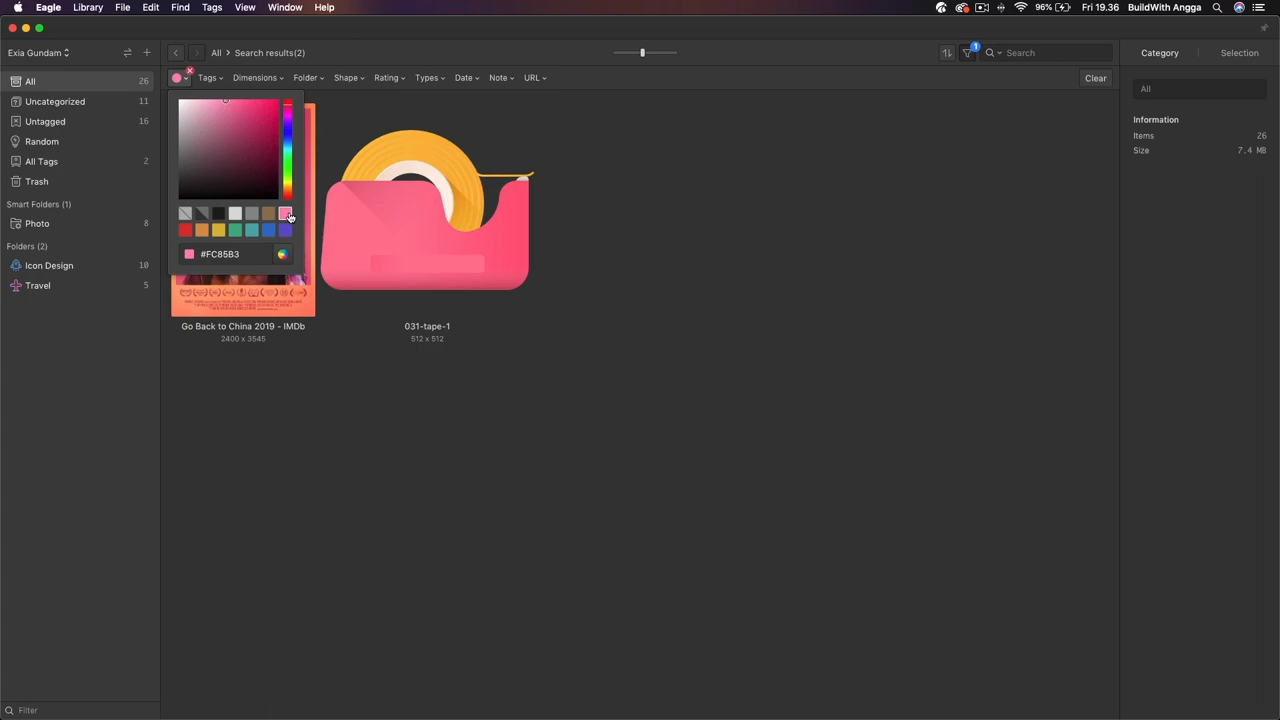 Eagle Library File Edit Find Tags View Window Help 96% Fri 19.36 BuildWith Angga
Exia Gundam All Search results(2) 1 Search Category Selection
All 26
Uncategorized 11
Untagged 16
Random
All Tags 2
Trash
Smart Folders (1)
Photo 8
Folders (2)
Icon Design 10
Travel 5
Filter
Tags Dimensions Folder Shape Rating Types Date Note URL Clear
#FC85B3
Go Back to China 2019 - IMDb
2400 x 3545
031-tape-1
512 x 512
All
Information
Items 26
Size 7.4 MB